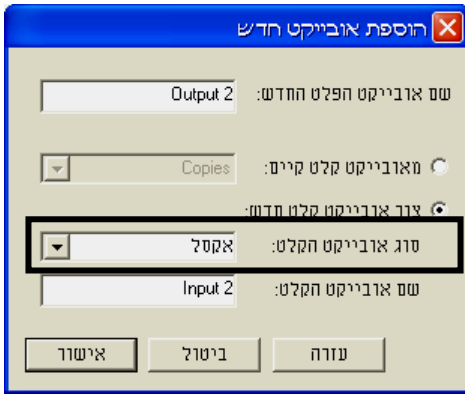 הוספת אובייקט חדש
שם אובייקט הפלט החדש: Output 2
מאובייקט קלט קיים: Copies
צור אובייקט קלט חדש:
סוג אובייקט הקלט: אקסל
שם אובייקט הקלט: Input 2
עזרה ביטול אישור